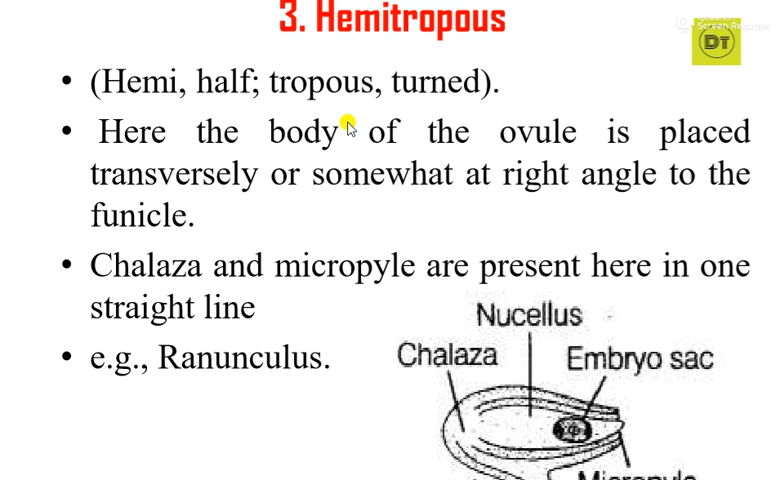 3. Hemitropous
DT
Screen Recorder
• (Hemi, half; tropous, turned).
• Here the body of the ovule is placed
transversely or somewhat at right angle to the
funicle.
• Chalaza and micropyle are present here in one
straight line
Nucellus
• e.g., Ranunculus.
Chalaza
Embryo sac